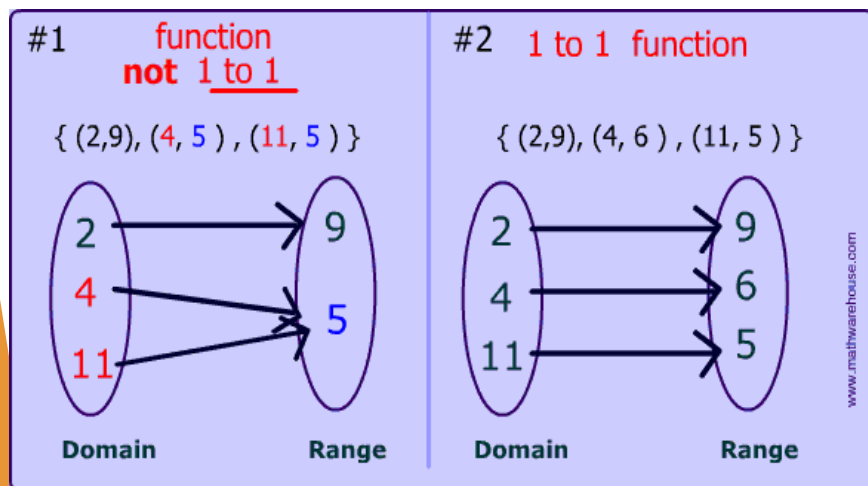 #1 function
not 1 to 1
{ (2,9), (4, 5 ) , (11, 5 ) }
2
4
11
9
5
Domain
Range
#2 1 to 1 function
{ (2,9), (4, 6 ) , (11, 5 ) }
2
4
11
9
6
5
Domain
Range
www.mathwarehouse.com